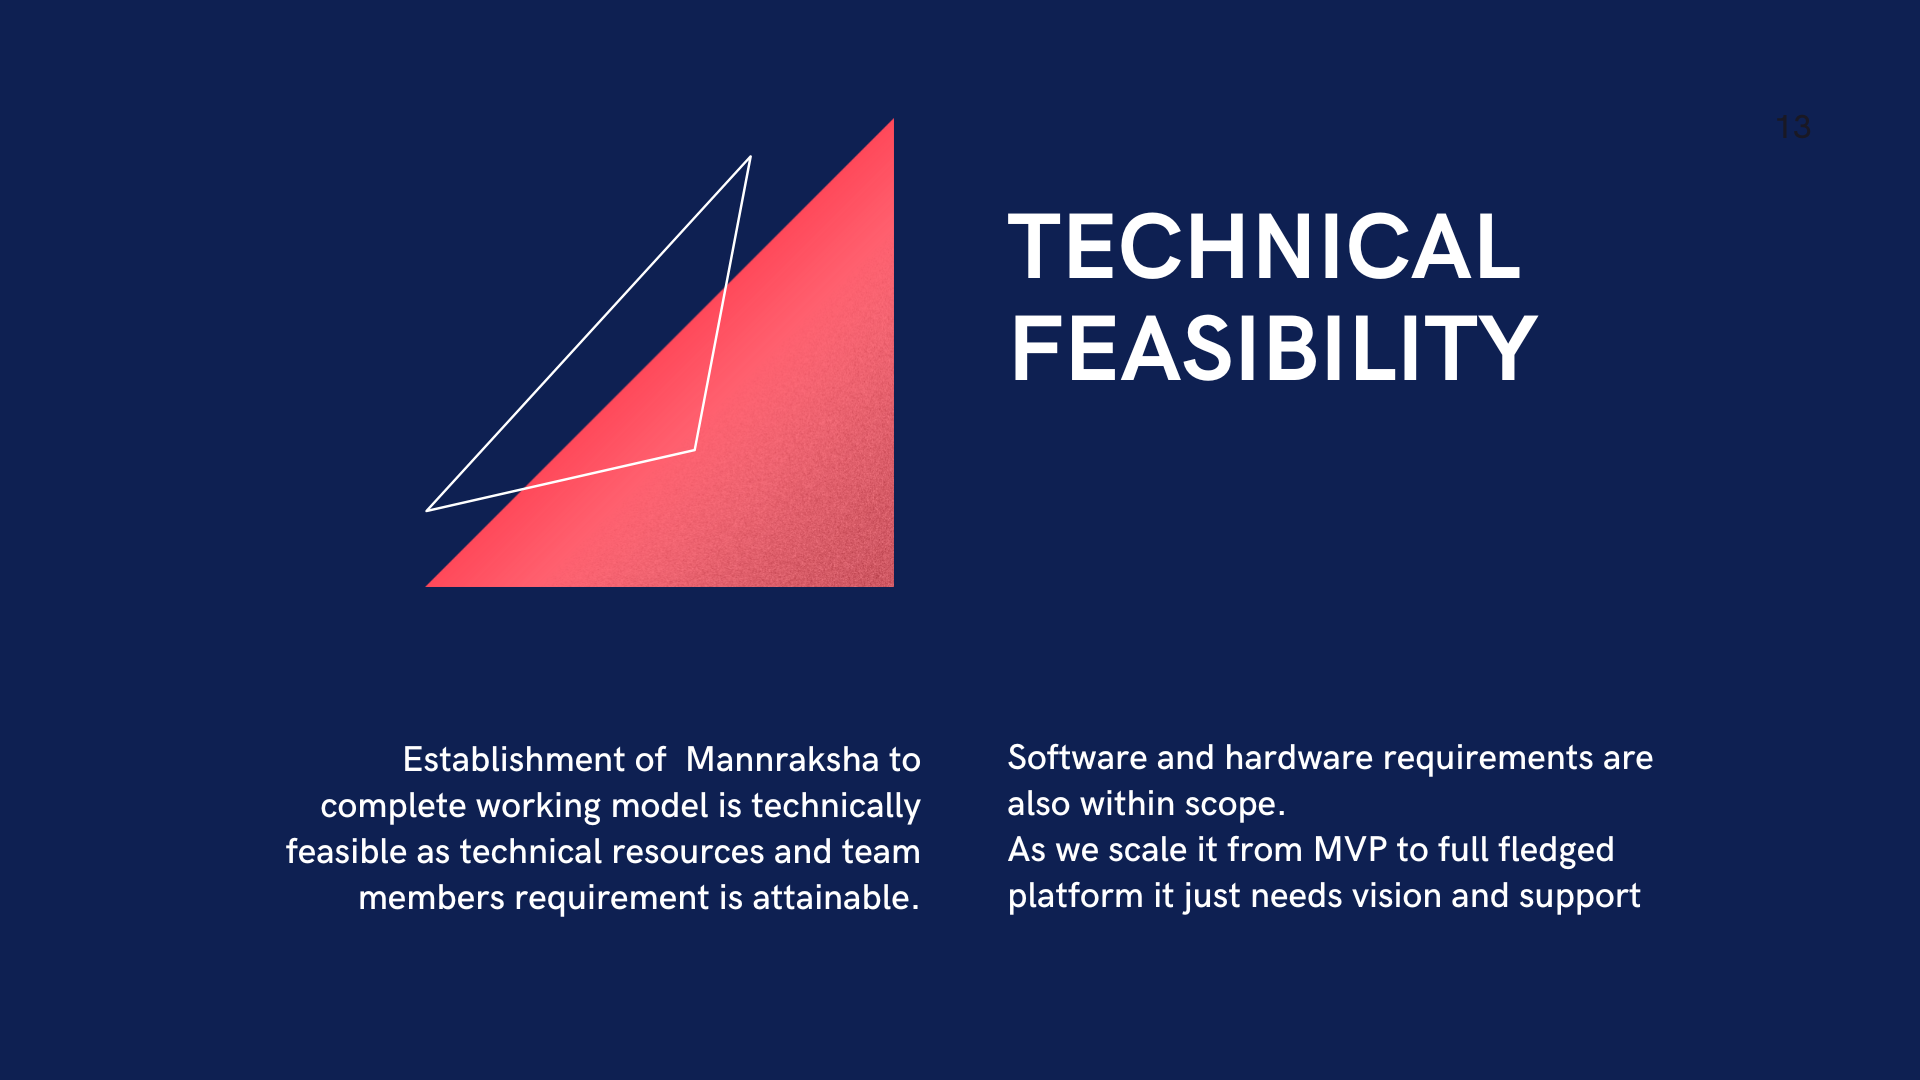 13
TECHNICAL
FEASIBILITY
Establishment of  Mannraksha to
complete working model is technically
feasible as technical resources and team
members requirement is attainable.
Software and hardware requirements are
also within scope.
As we scale it from MVP to full fledged
platform it just needs vision and support